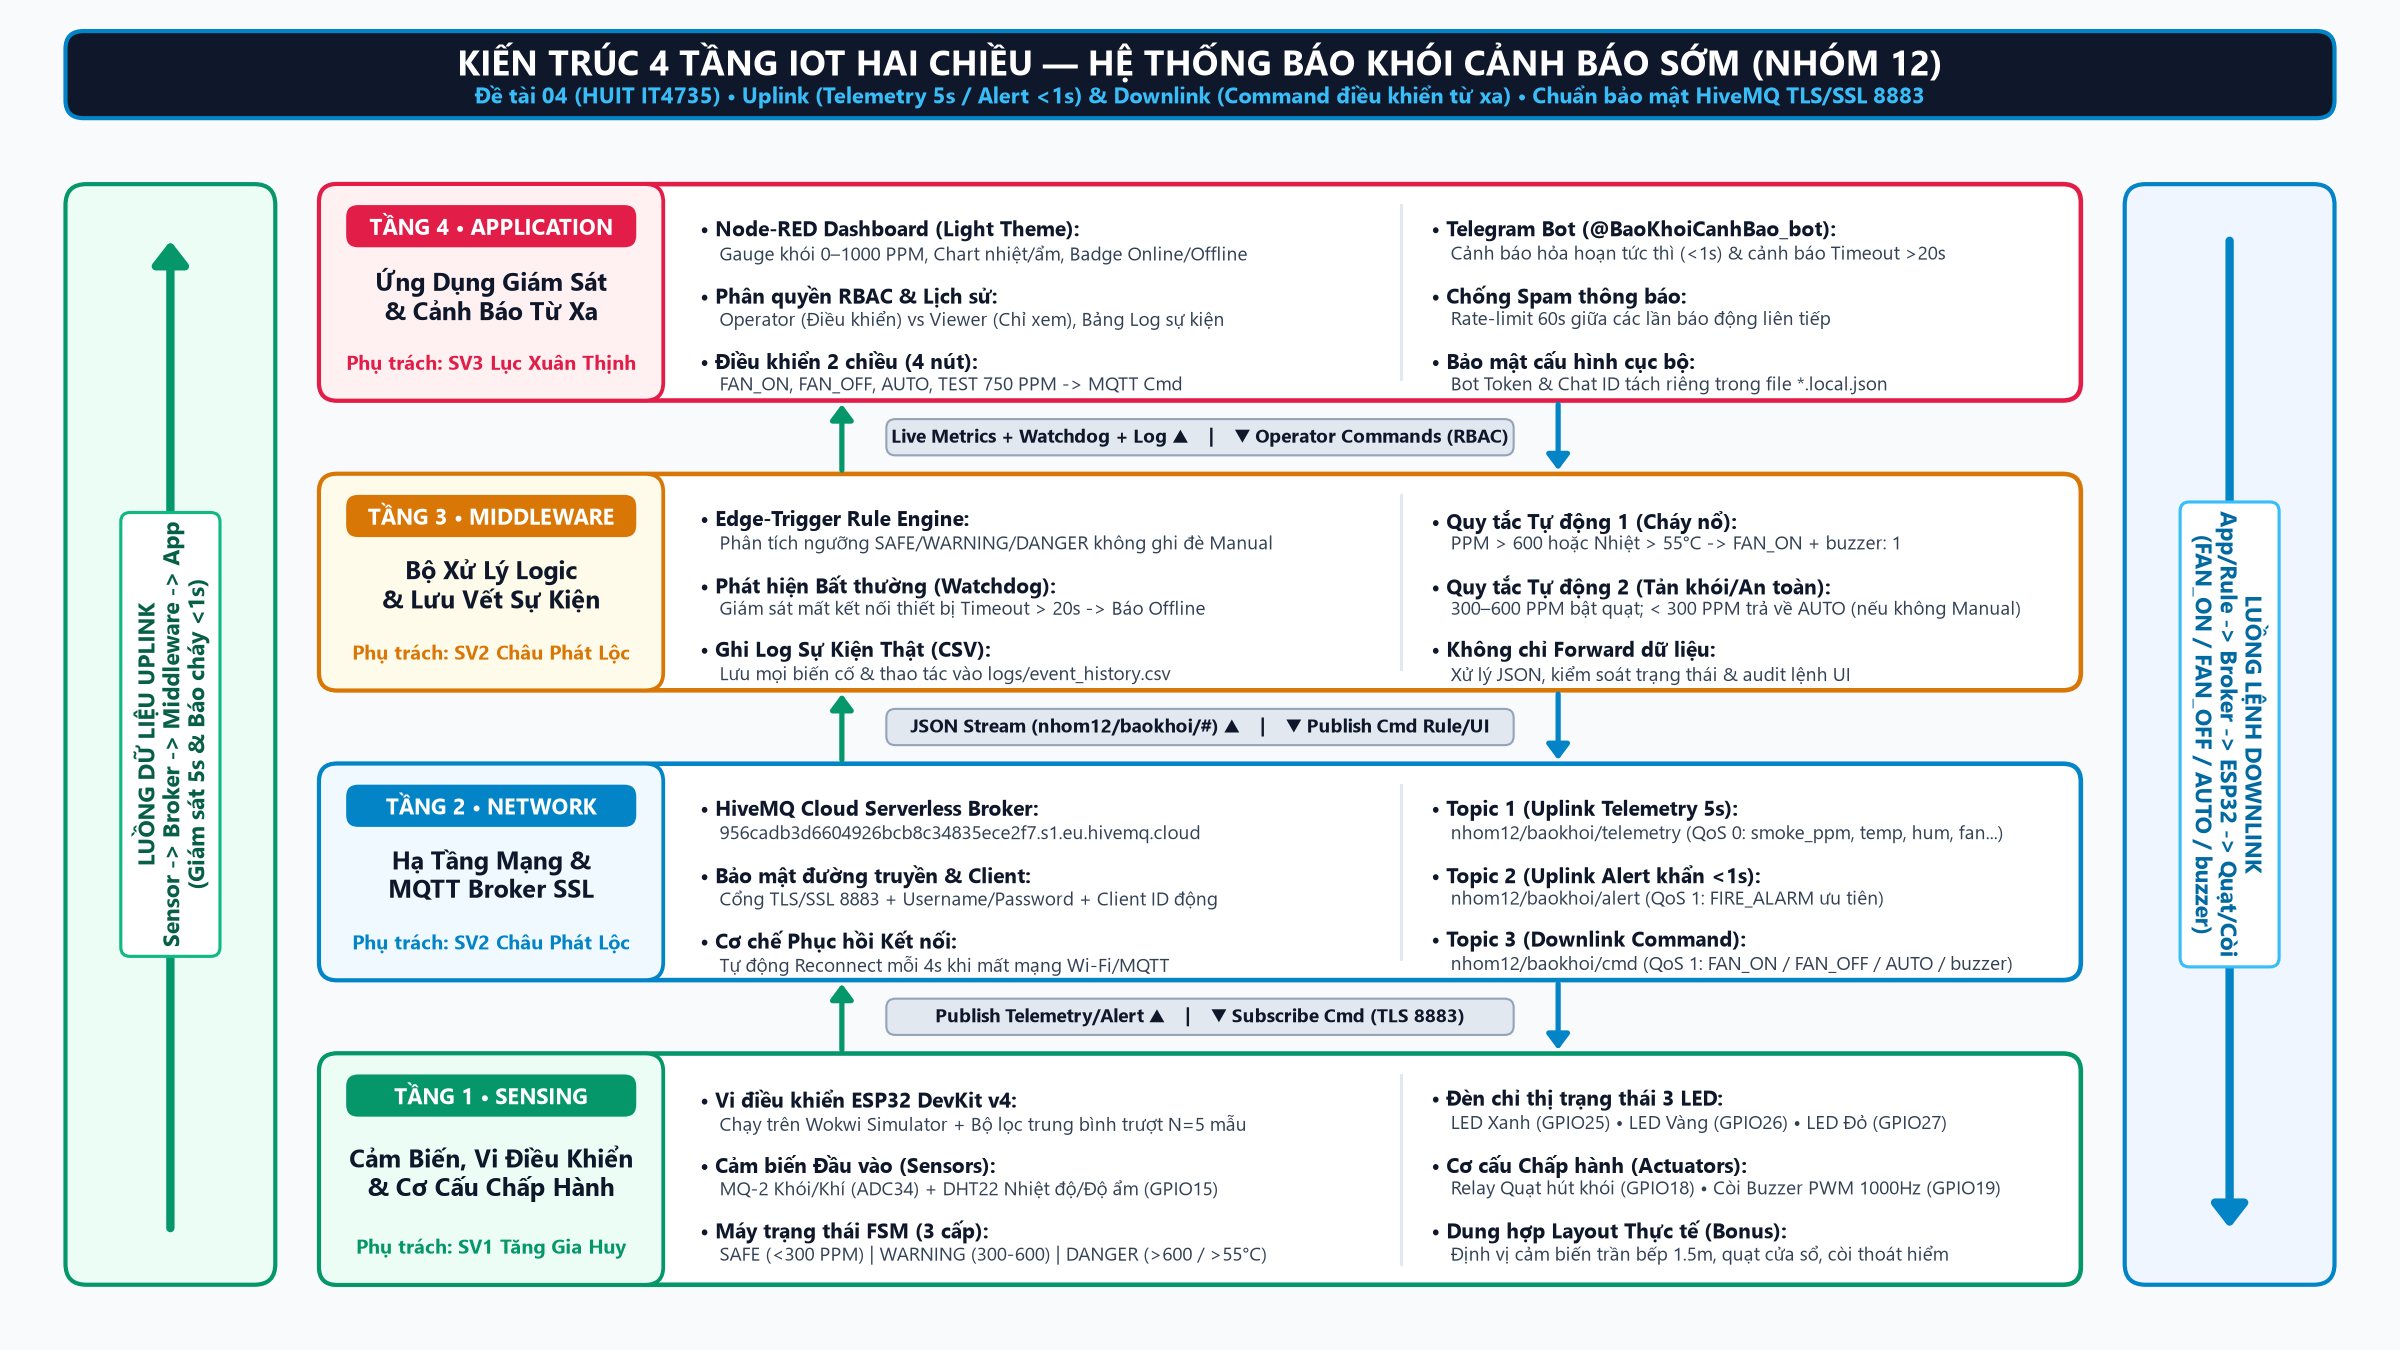 KIẾN TRÚC 4 TẦNG IOT HAI CHIỀU — HỆ THỐNG BÁO KHÓI CẢNH BÁO SỚM (NHÓM 12)
Đề tài 04 (HUIT IT4735) • Uplink (Telemetry 5s / Alert <1s) & Downlink (Command điều khiển từ xa) • Chuẩn bảo mật HiveMQ TLS/SSL 8883
LUỒNG DỮ LIỆU UPLINK
Sensor -> Broker -> Middleware -> App
(Giám sát 5s & Báo cháy <1s)
TẦNG 4 • APPLICATION
Ứng Dụng Giám Sát
& Cảnh Báo Từ Xa
Phụ trách: SV3 Lục Xuân Thịnh
• Node-RED Dashboard (Light Theme):
Gauge khói 0–1000 PPM, Chart nhiệt/ẩm, Badge Online/Offline
• Phân quyền RBAC & Lịch sử:
Operator (Điều khiển) vs Viewer (Chỉ xem), Bảng Log sự kiện
• Điều khiển 2 chiều (4 nút):
FAN_ON, FAN_OFF, AUTO, TEST 750 PPM -> MQTT Cmd
• Telegram Bot (@BaoKhoiCanhBao_bot):
Cảnh báo hỏa hoạn tức thì (<1s) & cảnh báo Timeout >20s
• Chống Spam thông báo:
Rate-limit 60s giữa các lần báo động liên tiếp
• Bảo mật cấu hình cục bộ:
Bot Token & Chat ID tách riêng trong file *.local.json
Live Metrics + Watchdog + Log ▲ | ▼ Operator Commands (RBAC)
TẦNG 3 • MIDDLEWARE
Bộ Xử Lý Logic
& Lưu Vết Sự Kiện
Phụ trách: SV2 Châu Phát Lộc
• Edge-Trigger Rule Engine:
Phân tích ngưỡng SAFE/WARNING/DANGER không ghi đè Manual
• Phát hiện Bất thường (Watchdog):
Giám sát mất kết nối thiết bị Timeout > 20s -> Báo Offline
• Ghi Log Sự Kiện Thật (CSV):
Lưu mọi biến cố & thao tác vào logs/event_history.csv
• Quy tắc Tự động 1 (Cháy nổ):
PPM > 600 hoặc Nhiệt > 55°C -> FAN_ON + buzzer: 1
• Quy tắc Tự động 2 (Tản khói/An toàn):
300–600 PPM bật quạt; < 300 PPM trả về AUTO (nếu không Manual)
• Không chỉ Forward dữ liệu:
Xử lý JSON, kiểm soát trạng thái & audit lệnh UI
JSON Stream (nhom12/baokhoi/#) ▲ | ▼ Publish Cmd Rule/UI
TẦNG 2 • NETWORK
Hạ Tầng Mạng &
MQTT Broker SSL
Phụ trách: SV2 Châu Phát Lộc
• HiveMQ Cloud Serverless Broker:
956cadb3d6604926bcb8c34835ece2f7.s1.eu.hivemq.cloud
• Bảo mật đường truyền & Client:
Cổng TLS/SSL 8883 + Username/Password + Client ID động
• Cơ chế Phục hồi Kết nối:
Tự động Reconnect mỗi 4s khi mất mạng Wi-Fi/MQTT
• Topic 1 (Uplink Telemetry 5s):
nhom12/baokhoi/telemetry (QoS 0: smoke_ppm, temp, hum, fan...)
• Topic 2 (Uplink Alert khẩn <1s):
nhom12/baokhoi/alert (QoS 1: FIRE_ALARM ưu tiên)
• Topic 3 (Downlink Command):
nhom12/baokhoi/cmd (QoS 1: FAN_ON / FAN_OFF / AUTO / buzzer)
Publish Telemetry/Alert ▲ | ▼ Subscribe Cmd (TLS 8883)
TẦNG 1 • SENSING
Cảm Biến, Vi Điều Khiển
& Cơ Cấu Chấp Hành
Phụ trách: SV1 Tăng Gia Huy
• Vi điều khiển ESP32 DevKit v4:
Chạy trên Wokwi Simulator + Bộ lọc trung bình trượt N=5 mẫu
• Cảm biến Đầu vào (Sensors):
MQ-2 Khói/Khí (ADC34) + DHT22 Nhiệt độ/Độ ẩm (GPIO15)
• Máy trạng thái FSM (3 cấp):
SAFE (<300 PPM) | WARNING (300-600) | DANGER (>600 / >55°C)
• Đèn chỉ thị trạng thái 3 LED:
LED Xanh (GPIO25) • LED Vàng (GPIO26) • LED Đỏ (GPIO27)
• Cơ cấu Chấp hành (Actuators):
Relay Quạt hút khói (GPIO18) • Còi Buzzer PWM 1000Hz (GPIO19)
• Dung hợp Layout Thực tế (Bonus):
Định vị cảm biến trần bếp 1.5m, quạt cửa sổ, còi thoát hiểm
LUỒNG LỆNH DOWNLINK
App/Rule -> Broker -> ESP32 -> Quạt/Còi
(FAN_ON / FAN_OFF / AUTO / buzzer)